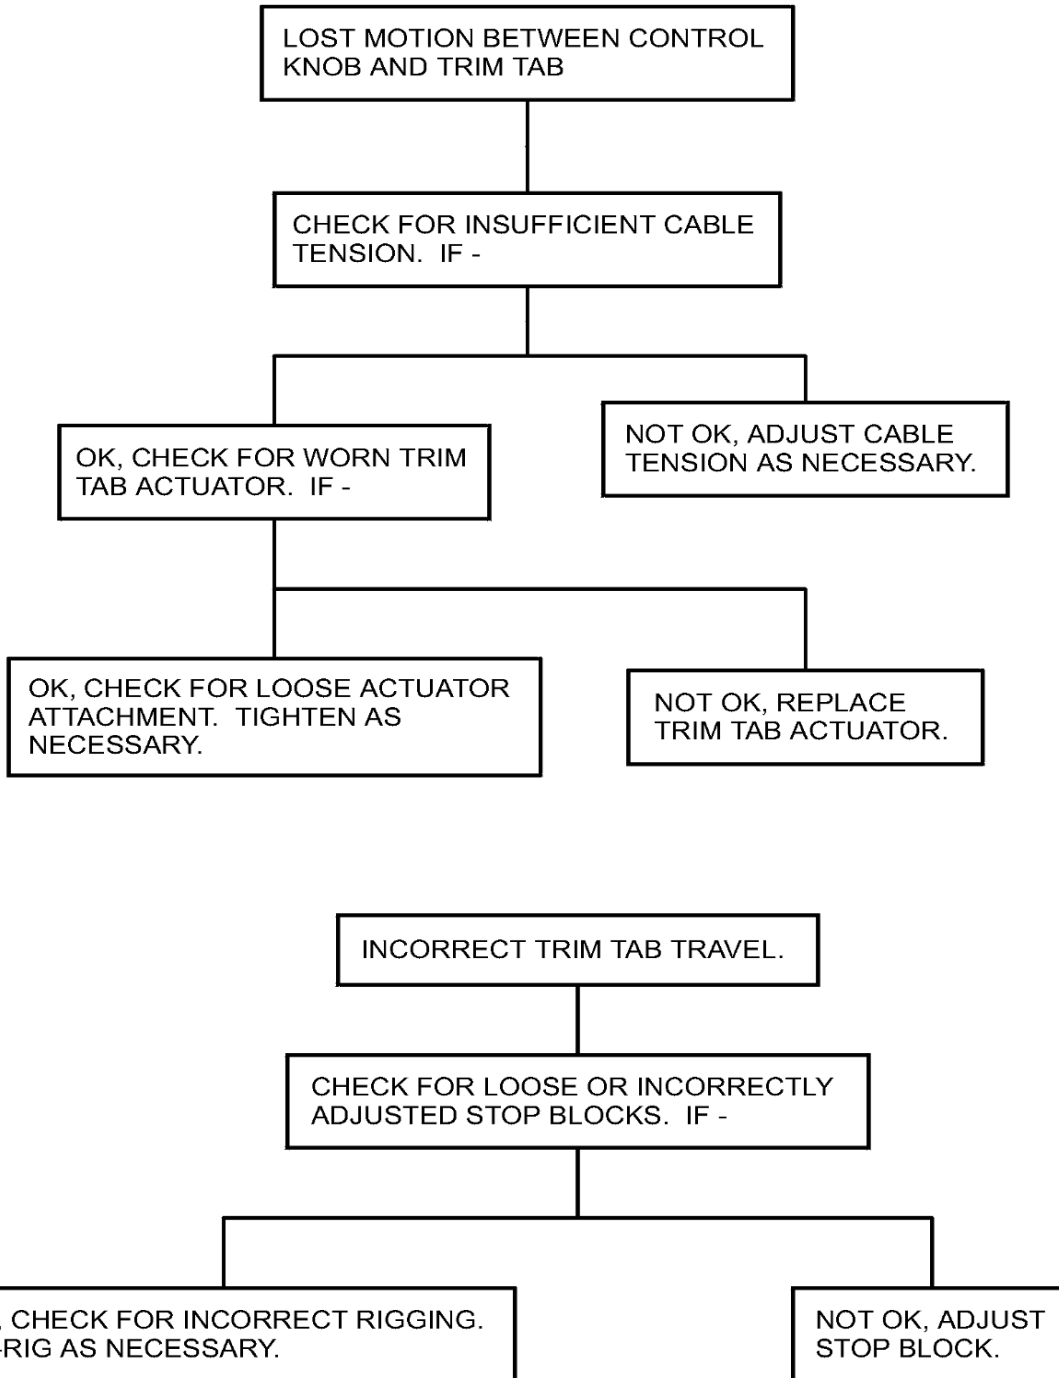 LOST MOTION BETWEEN CONTROL
KNOB AND TRIM TAB
CHECK FOR INSUFFICIENT CABLE
TENSION. IF -
OK, CHECK FOR WORN TRIM
TAB ACTUATOR. IF -
NOT OK, ADJUST CABLE
TENSION AS NECESSARY.
OK, CHECK FOR LOOSE ACTUATOR
ATTACHMENT. TIGHTEN AS
NECESSARY.
NOT OK, REPLACE
TRIM TAB ACTUATOR.
INCORRECT TRIM TAB TRAVEL.
CHECK FOR LOOSE OR INCORRECTLY
ADJUSTED STOP BLOCKS. IF -
, CHECK FOR INCORRECT RIGGING.
-RIG AS NECESSARY.
NOT OK, ADJUST
STOP BLOCK.